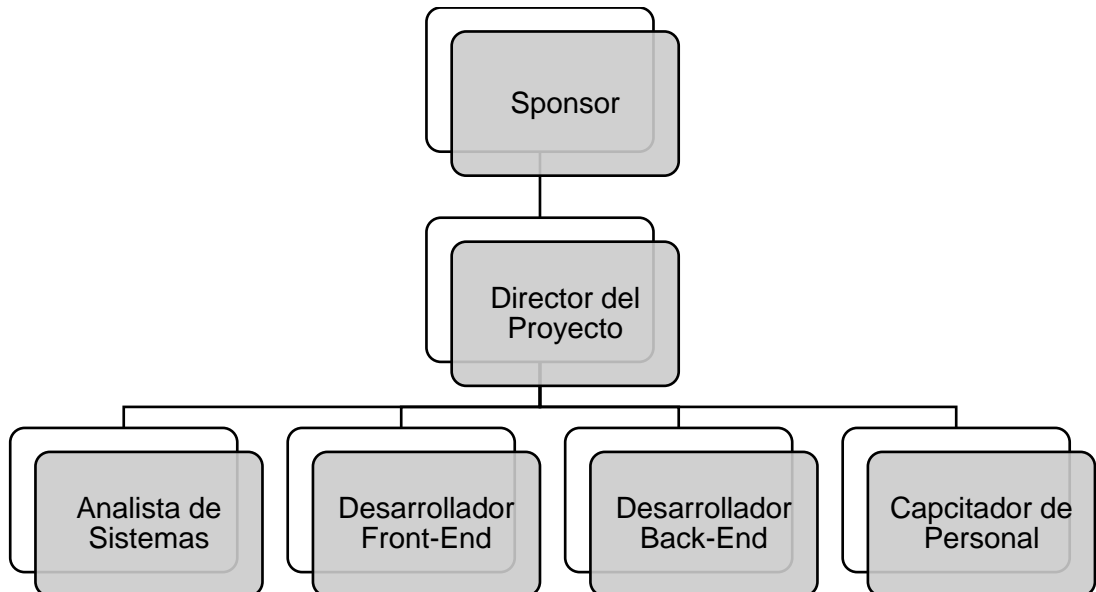 Sponsor
Director del
Proyecto
Analista de
Sistemas
Desarrollador
Front-End
Desarrollador
Back-End
Capcitador de
Personal